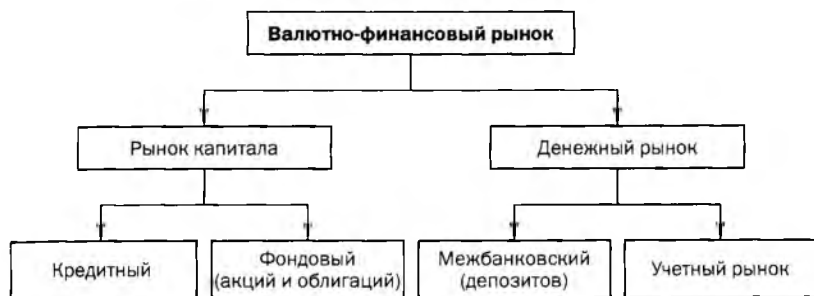 Валютно-финансовый рынок
Рынок капитала
Денежный рынок
Кредитный
Фондовый
(акций и облигаций)
Межбанковский
(депозитов)
Учетный рынок